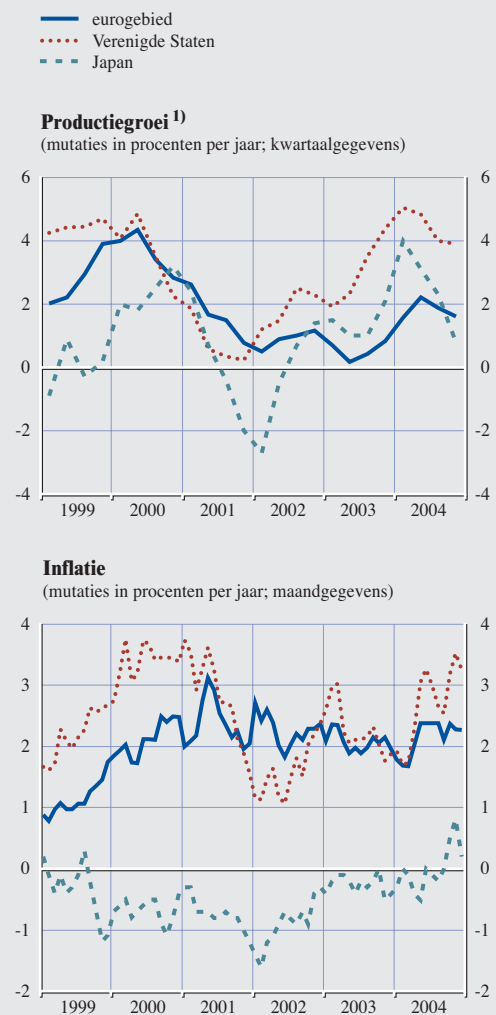 eurogebied
Verenigde Staten
Japan
Productiegroei 1)
(mutaties in procenten per jaar; kwartaalgegevens)
6 6
4 4
2 2
0 0
-2 -2
-4 -4
1999 2000 2001 2002 2003 2004
Inflatie
(mutaties in procenten per jaar; maandgegevens)
4 4
3 3
2 2
1 1
0 0
-1 -1
-2 -2
1999 2000 2001 2002 2003 2004